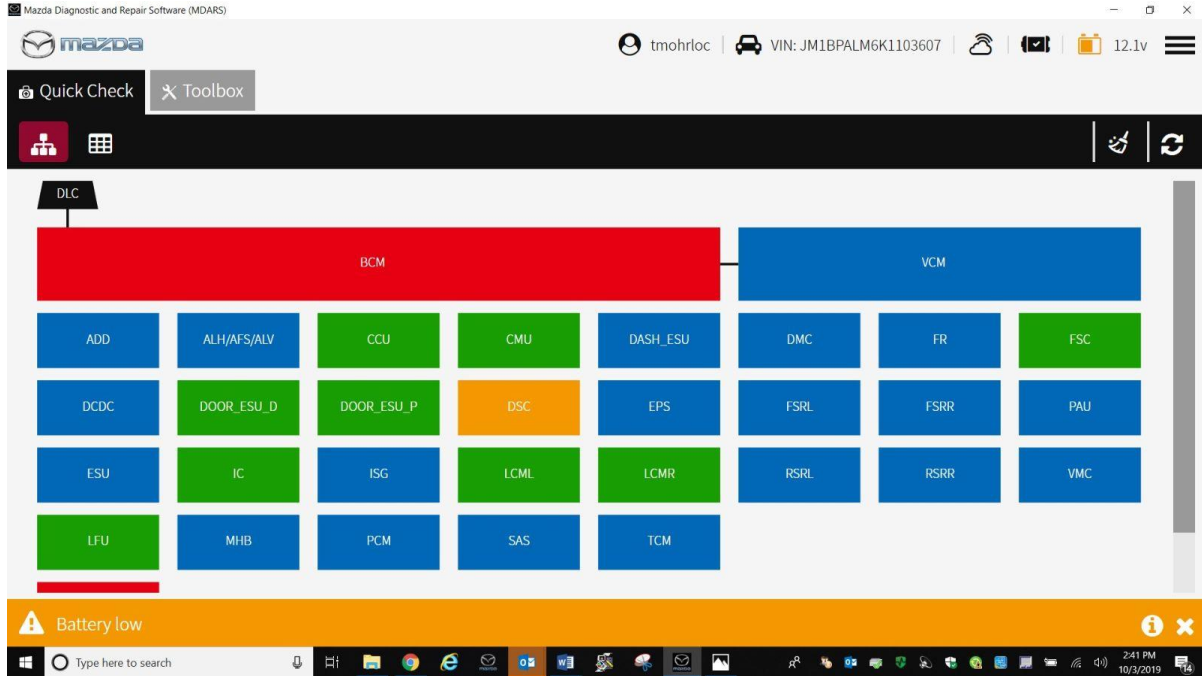 Mazda Diagnostic and Repair Software (MDARS)
mazda
tmohrloc VIN: JM1BPALM6K1103607 12.1v
Quick Check Toolbox
DLC
BCM VCM
ADD ALH/AFS/ALV CCU CMU DASH_ESU DMC FR FSC
DCDC DOOR_ESU_D DOOR_ESU_P DSC EPS FSRL FSRR PAU
ESU IC ISG LCML LCMR RSRL RSRR VMC
LFU MHB PCM SAS TCM
Battery low
Type here to search
2:41 PM
10/3/2019
14